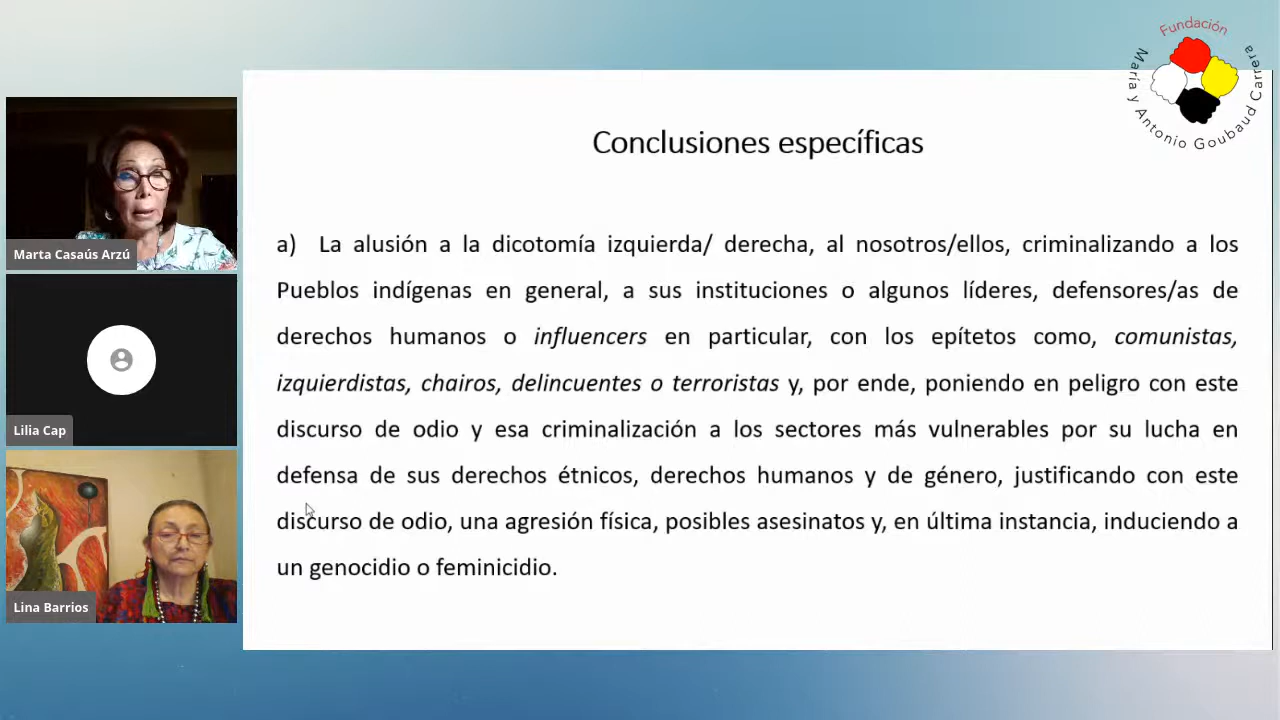 Fundación
María y Antonio Goubaud Carrera
Conclusiones específicas
a) La alusión a la dicotomía izquierda/ derecha, al nosotros/ellos, criminalizando a los
Pueblos indígenas en general, a sus instituciones o algunos líderes, defensores/as de
derechos humanos o influencers en particular, con los epítetos como, comunistas,
izquierdistas, chairos, delincuentes o terroristas y, por ende, poniendo en peligro con este
discurso de odio y esa criminalización a los sectores más vulnerables por su lucha en
defensa de sus derechos étnicos, derechos humanos y de género, justificando con este
discurso de odio, una agresión física, posibles asesinatos y, en última instancia, induciendo a
un genocidio o feminicidio.
Marta Casaús Arzú
Lilia Cap
Lina Barrios